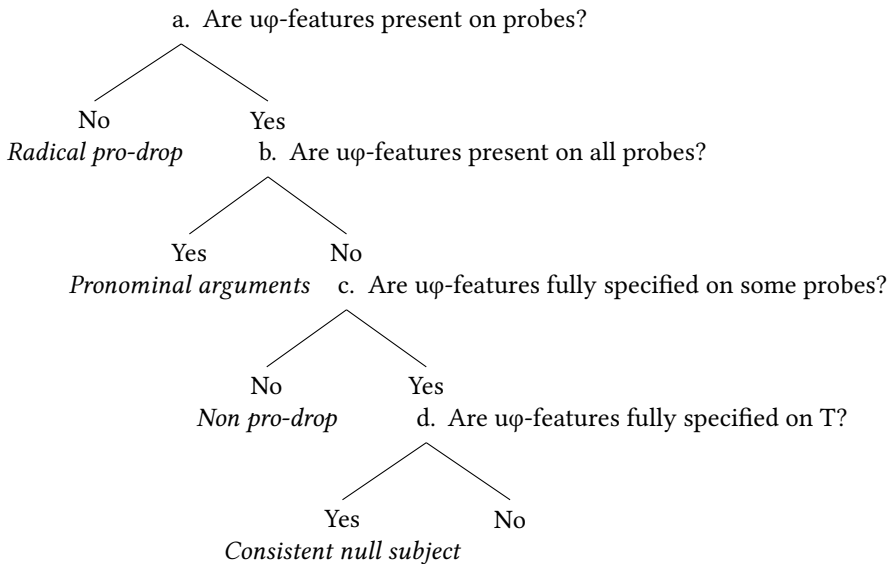 a. Are uφ-features present on probes?
No Yes
Radical pro-drop b. Are uφ-features present on all probes?
Yes No
Pronominal arguments c. Are uφ-features fully specified on some probes?
No Yes
Non pro-drop d. Are uφ-features fully specified on T?
Yes No
Consistent null subject